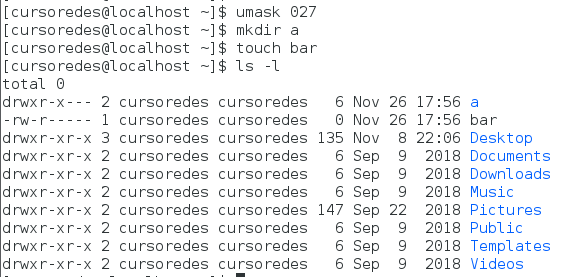 [cursoredes@localhost ~]$ umask 027
[cursoredes@localhost ~]$ mkdir a
[cursoredes@localhost ~]$ touch bar
[cursoredes@localhost ~]$ ls -l
total 0
drwxr-x--- 2 cursoredes cursoredes   6 Nov 26 17:56 a
-rw-r----- 1 cursoredes cursoredes   0 Nov 26 17:56 bar
drwxr-xr-x 3 cursoredes cursoredes 135 Nov  8 22:06 Desktop
drwxr-xr-x 2 cursoredes cursoredes   6 Sep  9  2018 Documents
drwxr-xr-x 2 cursoredes cursoredes   6 Sep  9  2018 Downloads
drwxr-xr-x 2 cursoredes cursoredes   6 Sep  9  2018 Music
drwxr-xr-x 2 cursoredes cursoredes 147 Sep 22  2018 Pictures
drwxr-xr-x 2 cursoredes cursoredes   6 Sep  9  2018 Public
drwxr-xr-x 2 cursoredes cursoredes   6 Sep  9  2018 Templates
drwxr-xr-x 2 cursoredes cursoredes   6 Sep  9  2018 Videos